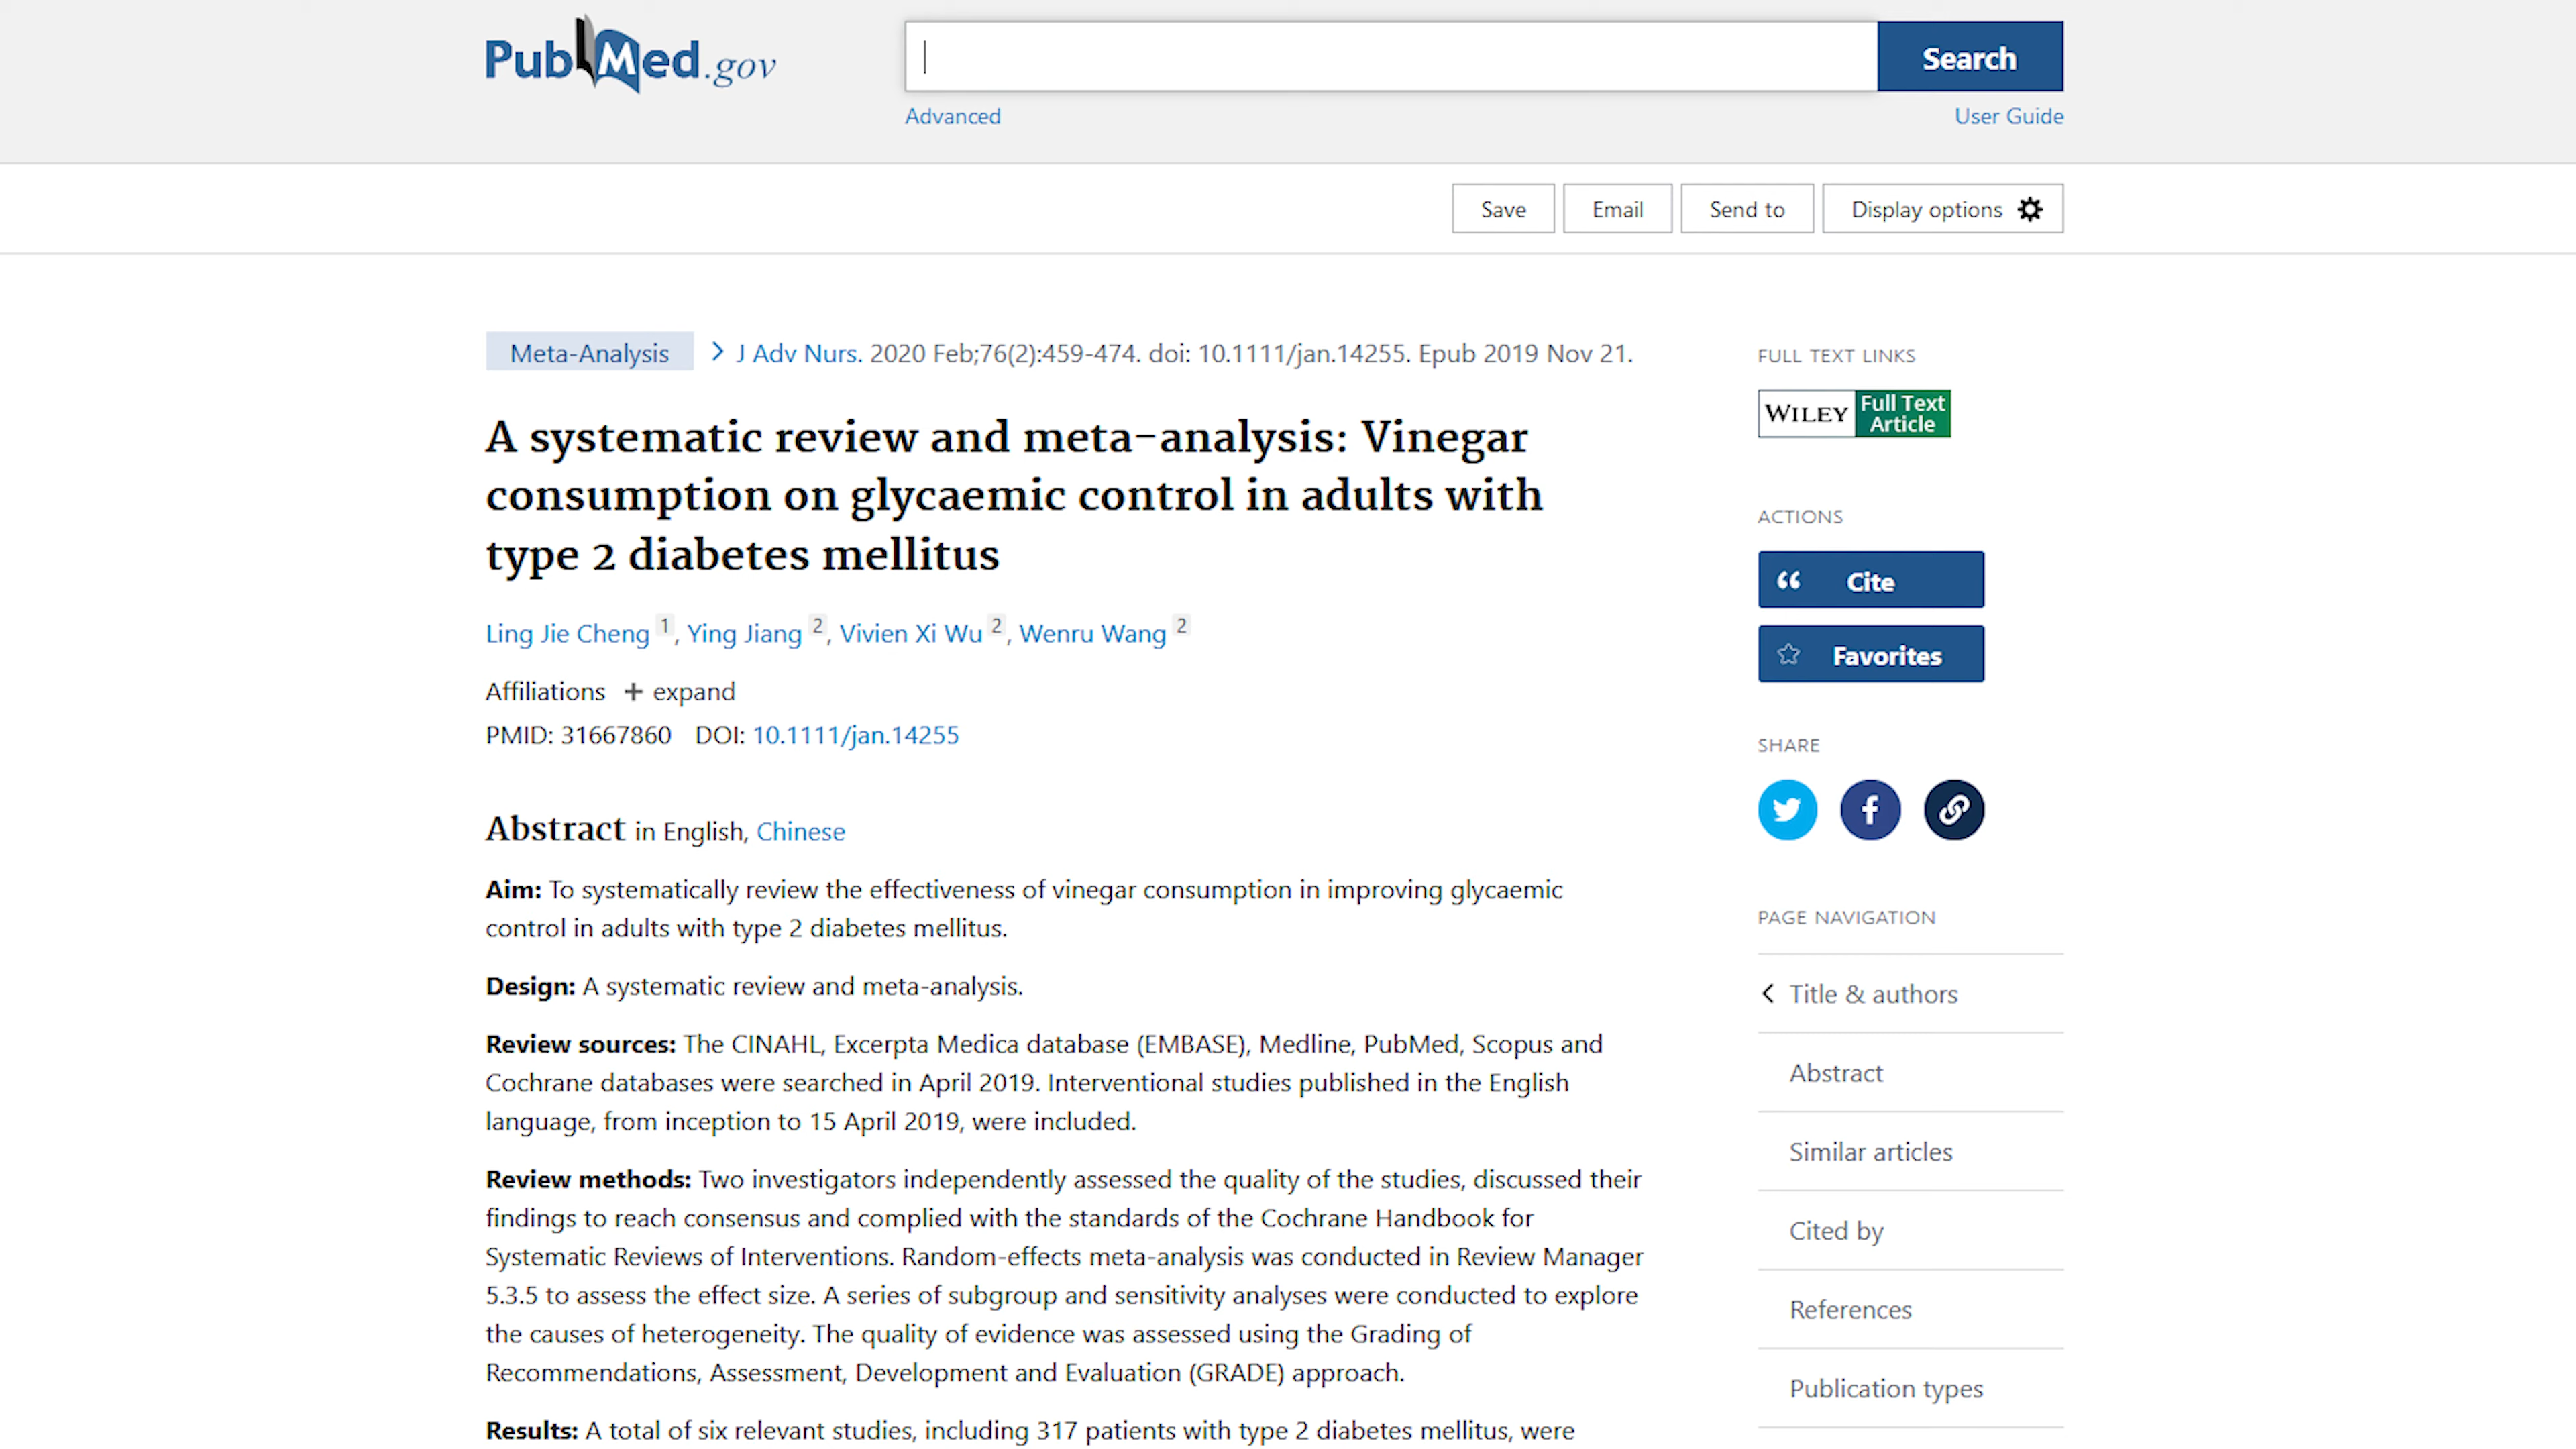 PubMed.gov
Search
Advanced
User Guide
Save
Email
Send to
Display options
Meta-Analysis
J Adv Nurs. 2020 Feb;76(2):459-474. doi: 10.1111/jan.14255. Epub 2019 Nov 21.
A systematic review and meta-analysis: Vinegar
consumption on glycaemic control in adults with
type 2 diabetes mellitus
Ling Jie Cheng 1, Ying Jiang 2, Vivien Xi Wu 2, Wenru Wang 2
Affiliations + expand
PMID: 31667860 DOI: 10.1111/jan.14255
Abstract in English, Chinese
Aim: To systematically review the effectiveness of vinegar consumption in improving glycaemic
control in adults with type 2 diabetes mellitus.
Design: A systematic review and meta-analysis.
Review sources: The CINAHL, Excerpta Medica database (EMBASE), Medline, PubMed, Scopus and
Cochrane databases were searched in April 2019. Interventional studies published in the English
language, from inception to 15 April 2019, were included.
Review methods: Two investigators independently assessed the quality of the studies, discussed their
findings to reach consensus and complied with the standards of the Cochrane Handbook for
Systematic Reviews of Interventions. Random-effects meta-analysis was conducted in Review Manager
5.3.5 to assess the effect size. A series of subgroup and sensitivity analyses were conducted to explore
the causes of heterogeneity. The quality of evidence was assessed using the Grading of
Recommendations, Assessment, Development and Evaluation (GRADE) approach.
Results: A total of six relevant studies, including 317 patients with type 2 diabetes mellitus, were
FULL TEXT LINKS
WILEY Full Text
Article
ACTIONS
Cite
Favorites
SHARE
PAGE NAVIGATION
Title & authors
Abstract
Similar articles
Cited by
References
Publication types